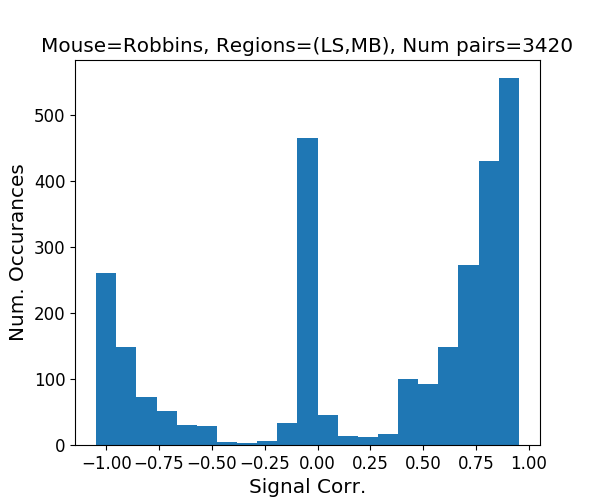 Mouse=Robbins, Regions=(LS,MB), Num pairs=3420
500
400
300
200
100
0
Num. Occurances
−1.00 −0.75 −0.50 −0.25 0.00 0.25 0.50 0.75 1.00
Signal Corr.